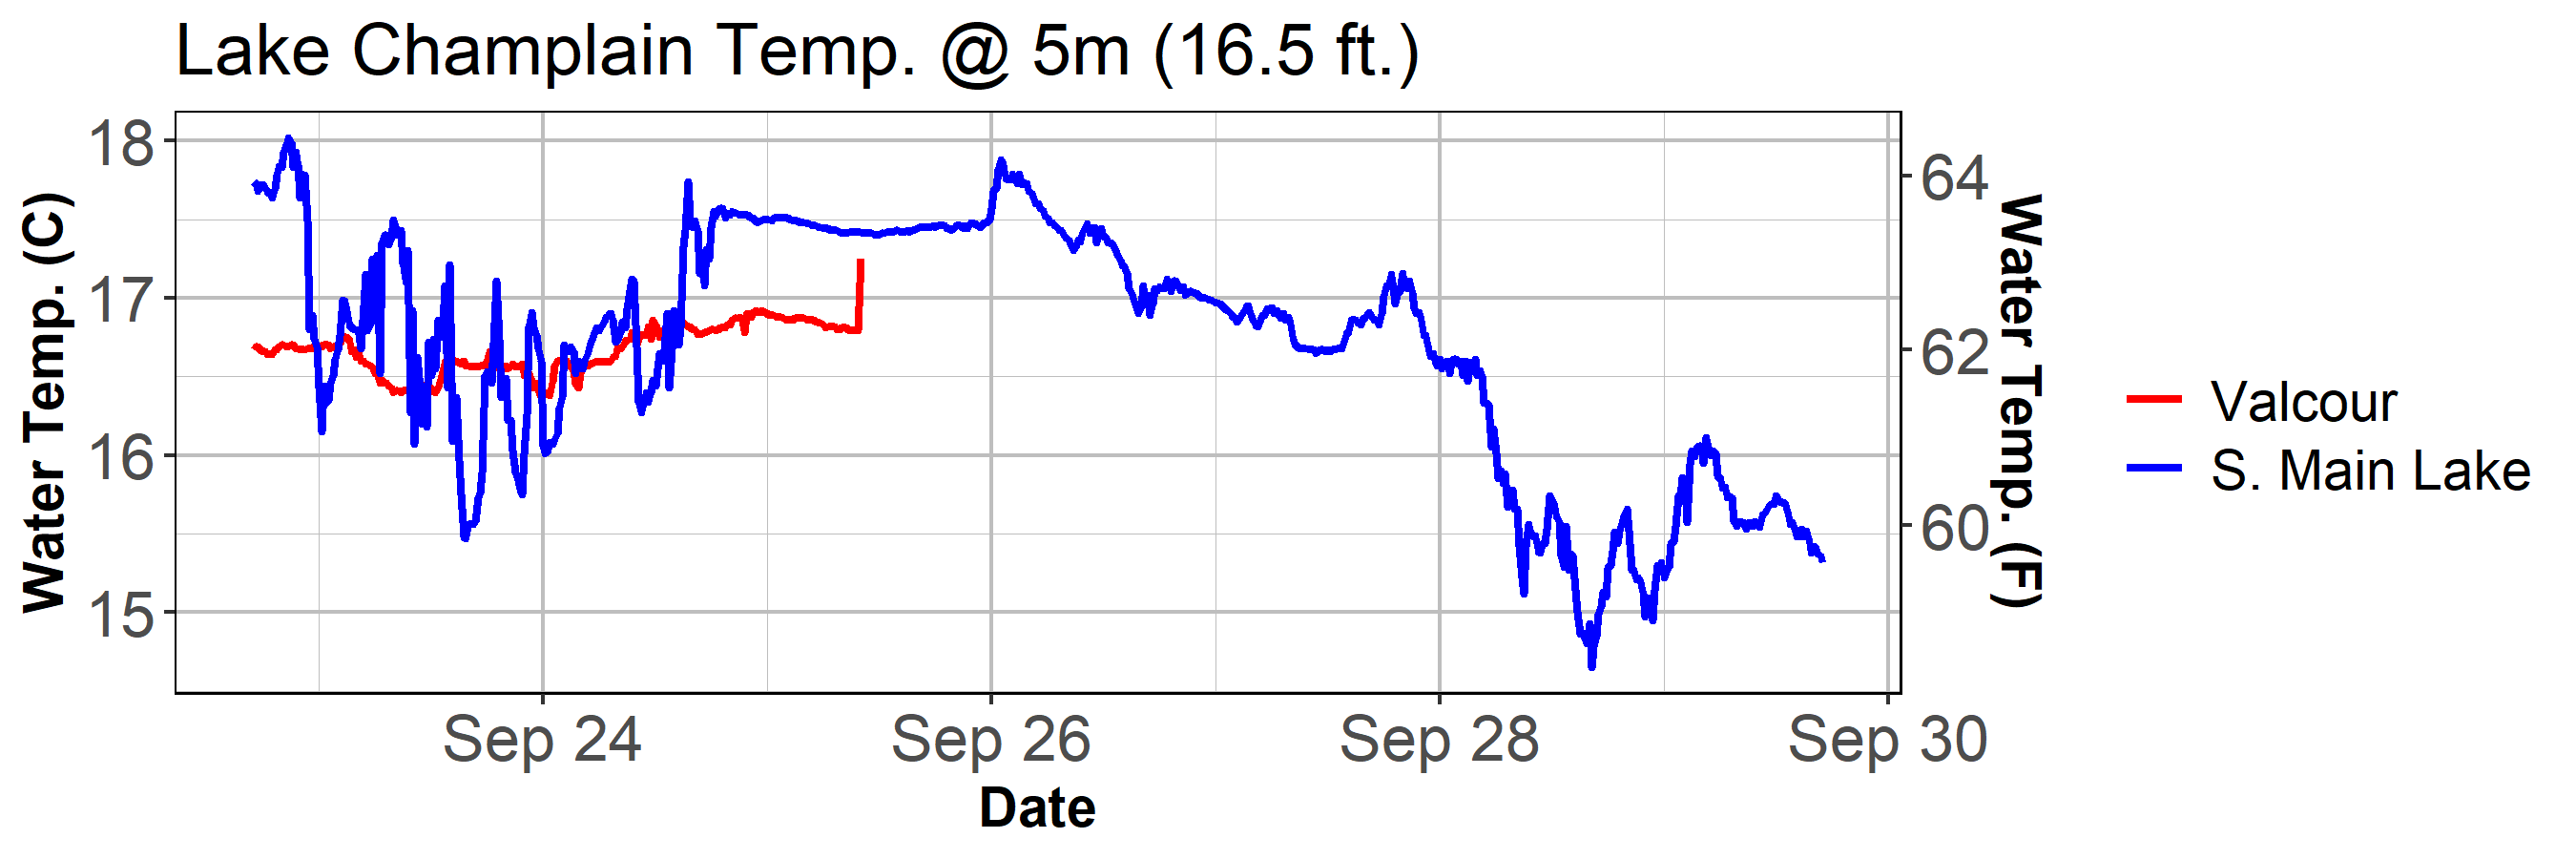 Lake Champlain Temp. @ 5m (16.5 ft.)
Water Temp. (C)
18
17
16
15
64
62
60
Water Temp. (F)
Sep 24
Sep 26
Sep 28
Sep 30
Date
Valcour
S. Main Lake